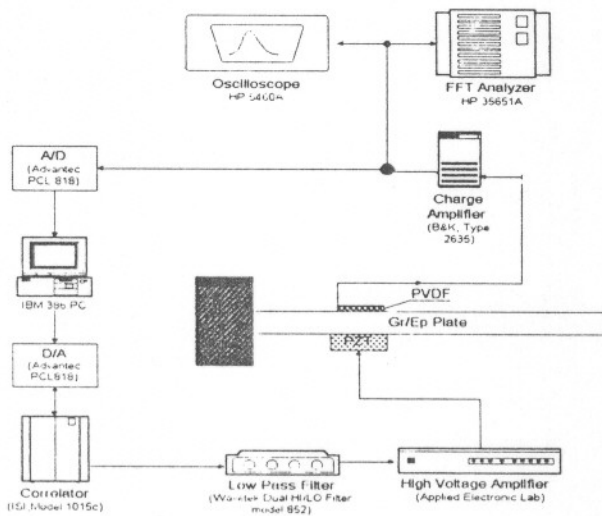 Oscilloscope
HP 5460A
FFT Analyzer
HP 35651A
A/D
(Advantec
PCL 818)
Charge
Amplifier
(B&K, Type
2635)
IBM 386 PC
PVDF
Gr/Ep Plate
PZT
D/A
(Advantec
PCL818)
Correlator
(ISI Model 1015c)
Low Pass Filter
(Wavetek Dual HI/LO Filter
model 852)
High Voltage Amplifier
(Applied Electronic Lab)